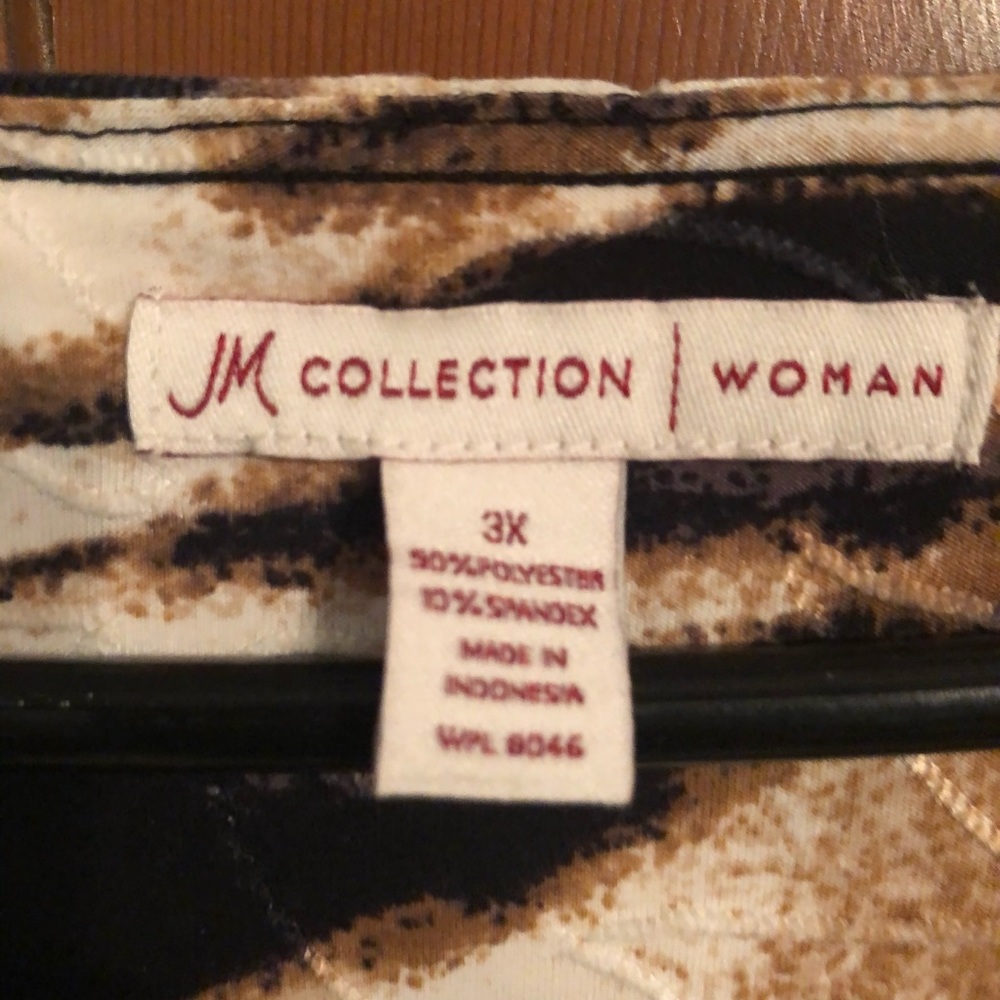 JM COLLECTION | WOMAN
3X
90%POLYESTER
10%SPANDEX
MADE IN
INDONESIA
WPL 8046